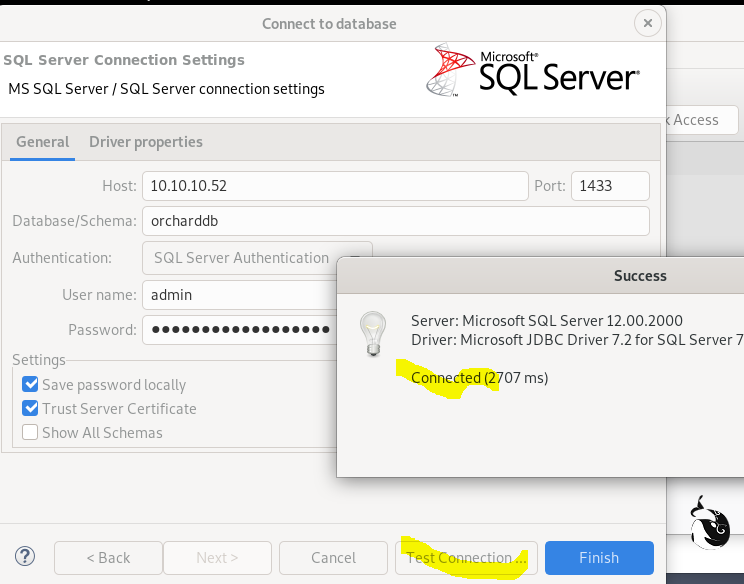 Connect to database
SQL Server Connection Settings
MS SQL Server / SQL Server connection settings
Microsoft®
SQL Server®
k Access
General Driver properties
Host: 10.10.10.52 Port: 1433
Database/Schema: orcharddb
Authentication: SQL Server Authentication
User name: admin
Password: ●●●●●●●●●●●●●●●●●●
Settings
Save password locally
Trust Server Certificate
Show All Schemas
Success
Server: Microsoft SQL Server 12.00.2000
Driver: Microsoft JDBC Driver 7.2 for SQL Server 7
Connected (2707 ms)
< Back Next > Cancel Test Connection ... Finish